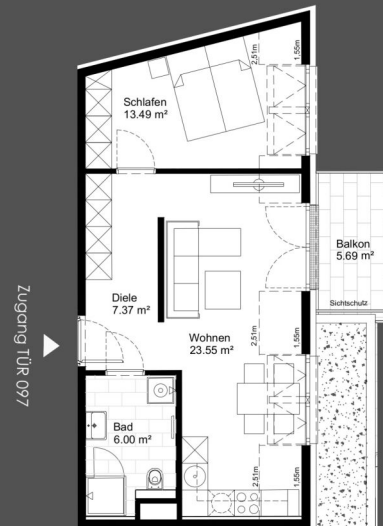 2,51m
1,55m
Schlafen
13.49 m²
Balkon
5.69 m²
Sichtschutz
Diele
7.37 m²
Wohnen
23.55 m²
2,51m
1,55m
Zugang TÜR 097
Bad
6.00 m²
2,51m
1,55m